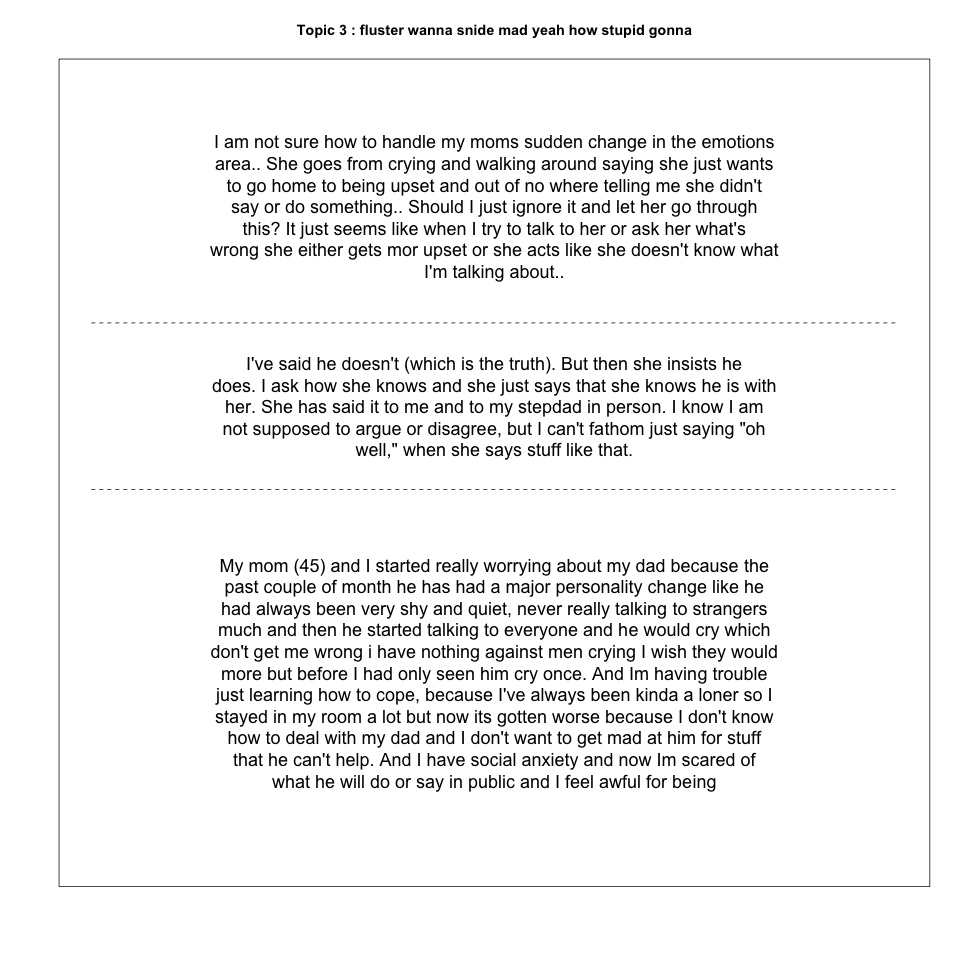 Topic 3 : fluster wanna snide mad yeah how stupid gonna
I am not sure how to handle my moms sudden change in the emotions
area.. She goes from crying and walking around saying she just wants
to go home to being upset and out of no where telling me she didn't
say or do something.. Should I just ignore it and let her go through
this? It just seems like when I try to talk to her or ask her what's
wrong she either gets mor upset or she acts like she doesn't know what
I'm talking about..
I've said he doesn't (which is the truth). But then she insists he
does. I ask how she knows and she just says that she knows he is with
her. She has said it to me and to my stepdad in person. I know I am
not supposed to argue or disagree, but I can't fathom just saying "oh
well," when she says stuff like that.
My mom (45) and I started really worrying about my dad because the
past couple of month he has had a major personality change like he
had always been very shy and quiet, never really talking to strangers
much and then he started talking to everyone and he would cry which
don't get me wrong i have nothing against men crying I wish they would
more but before I had only seen him cry once. And Im having trouble
just learning how to cope, because I've always been kinda a loner so I
stayed in my room a lot but now its gotten worse because I don't know
how to deal with my dad and I don't want to get mad at him for stuff
that he can't help. And I have social anxiety and now Im scared of
what he will do or say in public and I feel awful for being